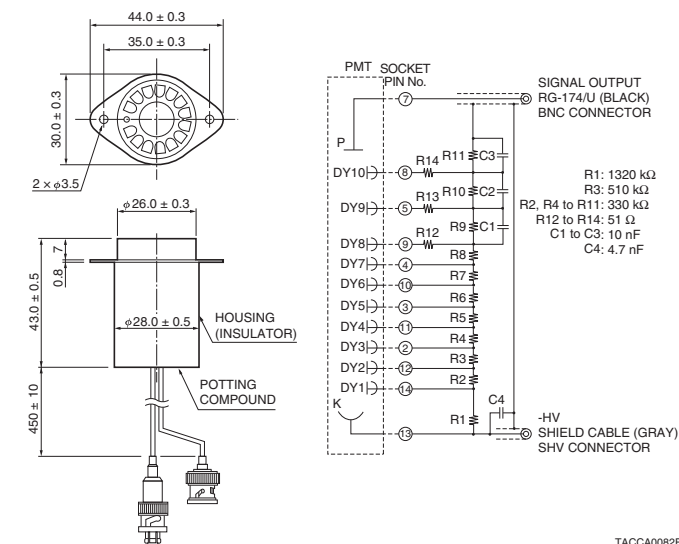 44.0 ± 0.3
35.0 ± 0.3
30.0 ± 0.3
2 × φ3.5
φ26.0 ± 0.3
7
0.8
43.0 ± 0.5
φ28.0 ± 0.5
HOUSING
(INSULATOR)
450 ± 10
POTTING
COMPOUND
PMT
SOCKET
PIN No.
P
7
SIGNAL OUTPUT
RG-174/U (BLACK)
BNC CONNECTOR
R11 C3
DY10 8 R14
R10 C2
DY9 5 R13
R9 C1
DY8 9 R12
R8
DY7 4
R7
DY6 10
R6
DY5 3
R5
DY4 11
R4
DY3 2
R3
DY2 12
R2
DY1 14
K
R1
C4
13
-HV
SHIELD CABLE (GRAY)
SHV CONNECTOR
R1: 1320 kΩ
R3: 510 kΩ
R2, R4 to R11: 330 kΩ
R12 to R14: 51 Ω
C1 to C3: 10 nF
C4: 4.7 nF